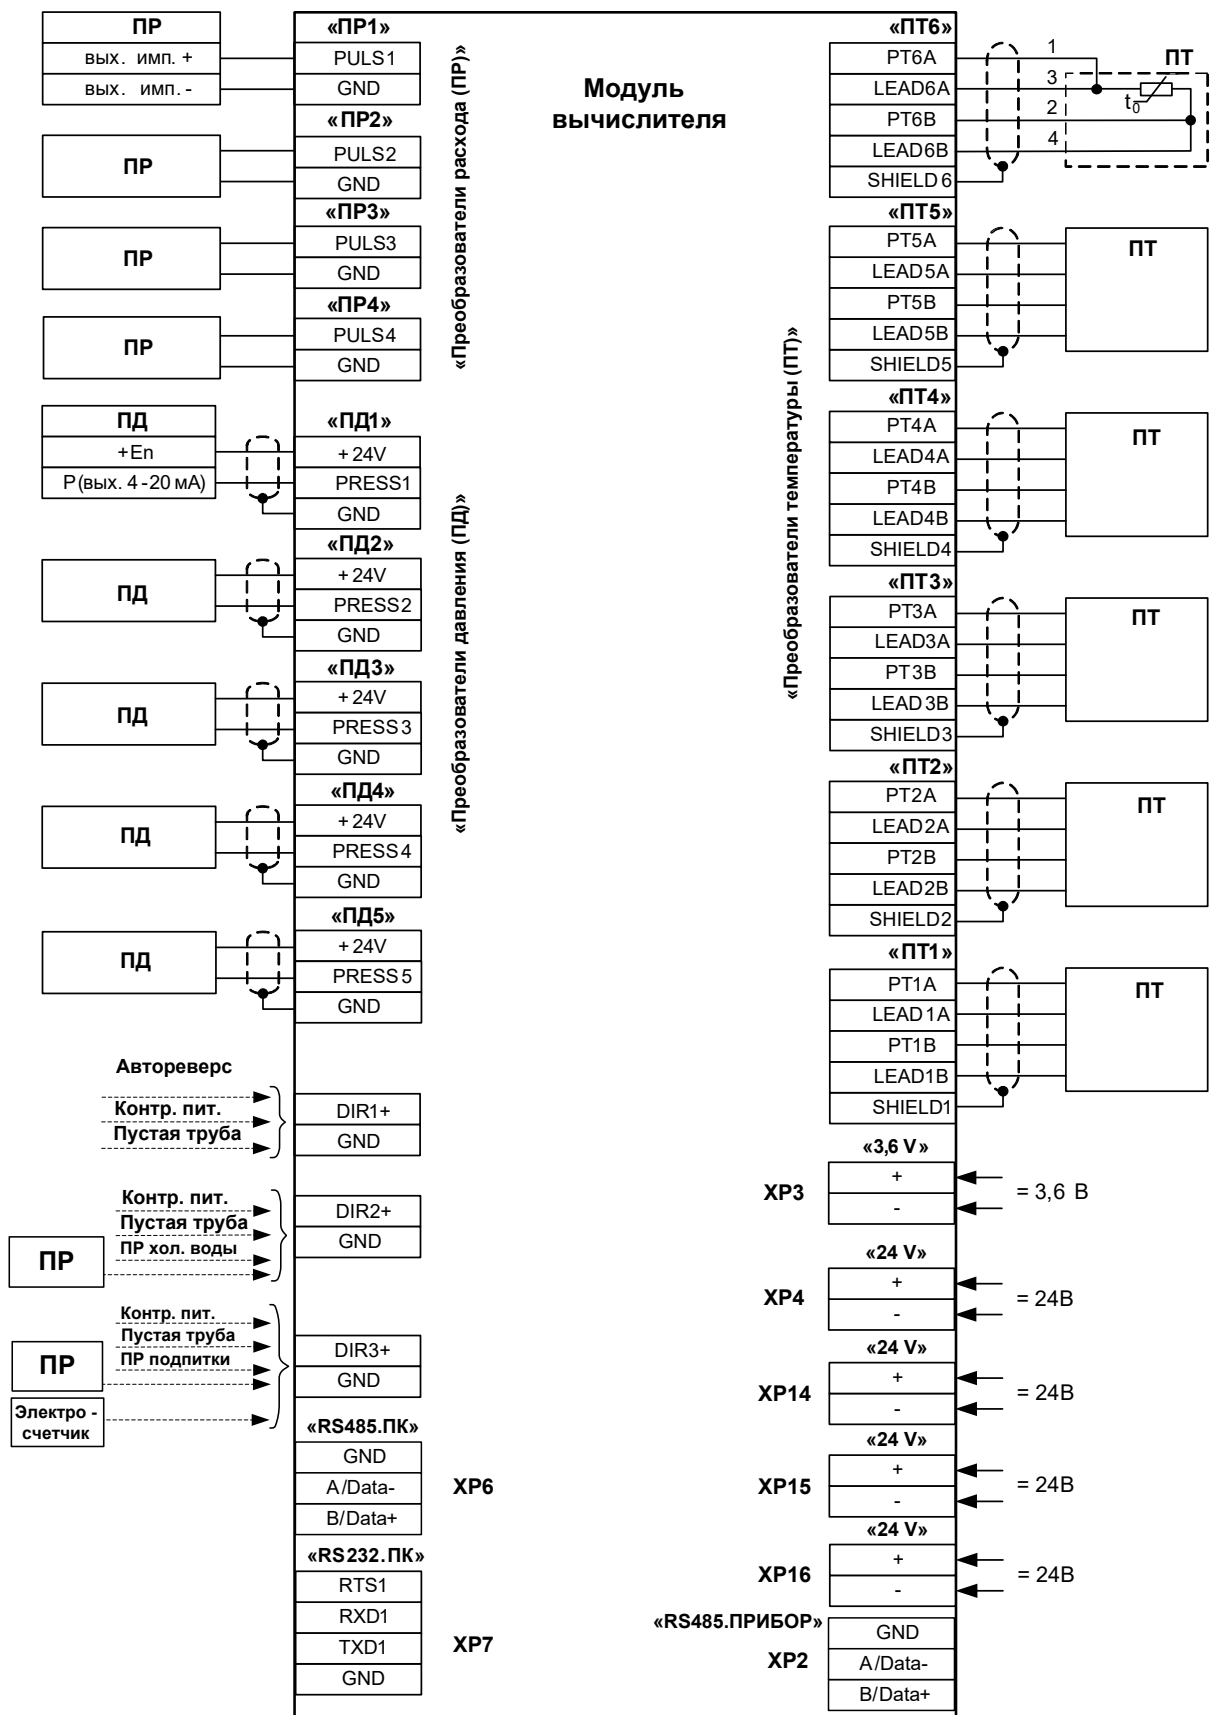 ПР
вых. имп. +
вых. имп. -
«ПР1»
PULS1
GND
«ПР2»
ПР
PULS2
GND
«ПР3»
ПР
PULS3
GND
«ПР4»
ПР
PULS4
GND
«Преобразователи расхода (ПР)»
ПД
+En
P(вых. 4-20 мА)
«ПД1»
+24V
PRESS1
GND
«ПД2»
ПД
+24V
PRESS2
GND
«ПД3»
ПД
+24V
PRESS3
GND
«ПД4»
ПД
+24V
PRESS4
GND
«ПД5»
ПД
+24V
PRESS5
GND
«Преобразователи давления (ПД)»
Автореверс
Контр. пит.
Пустая труба
DIR1+
GND
Контр. пит.
Пустая труба
ПР хол. воды
ПР
DIR2+
GND
Контр. пит.
Пустая труба
ПР подпитки
ПР
Электро -
счетчик
DIR3+
GND
«RS485.ПК»
GND
A/Data-
B/Data+
XP6
«RS232.ПК»
RTS1
RXD1
TXD1
GND
XP7
Модуль
вычислителя
«ПТ6»
PT6A
LEAD6A
PT6B
LEAD6B
SHIELD6
1
3
2
4
ПТ
t0
«ПТ5»
PT5A
LEAD5A
PT5B
LEAD5B
SHIELD5
ПТ
«ПТ4»
PT4A
LEAD4A
PT4B
LEAD4B
SHIELD4
ПТ
«ПТ3»
PT3A
LEAD3A
PT3B
LEAD3B
SHIELD3
ПТ
«ПТ2»
PT2A
LEAD2A
PT2B
LEAD2B
SHIELD2
ПТ
«ПТ1»
PT1A
LEAD1A
PT1B
LEAD1B
SHIELD1
ПТ
«Преобразователи температуры (ПТ)»
«3,6 V»
XP3
+
-
= 3,6 В
«24 V»
XP4
+
-
= 24В
«24 V»
XP14
+
-
= 24В
«24 V»
XP15
+
-
= 24В
«24 V»
XP16
+
-
= 24В
«RS485.ПРИБОР»
XP2
GND
A/Data-
B/Data+